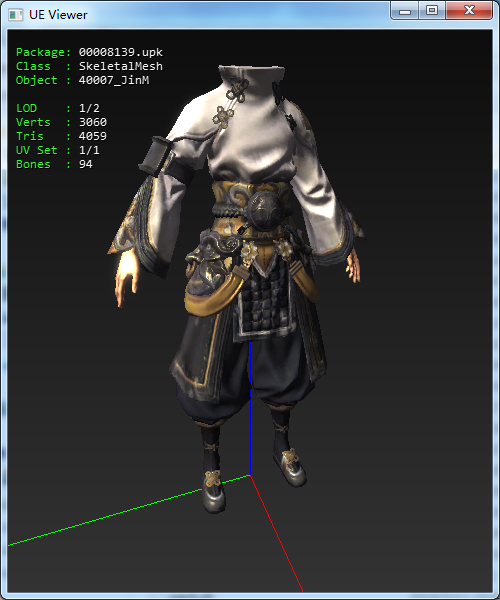 UE Viewer
Package: 00008139.upk
Class  : SkeletalMesh
Object : 40007_JinM
LOD    : 1/2
Verts  : 3060
Tris   : 4059
UV Set : 1/1
Bones  : 94